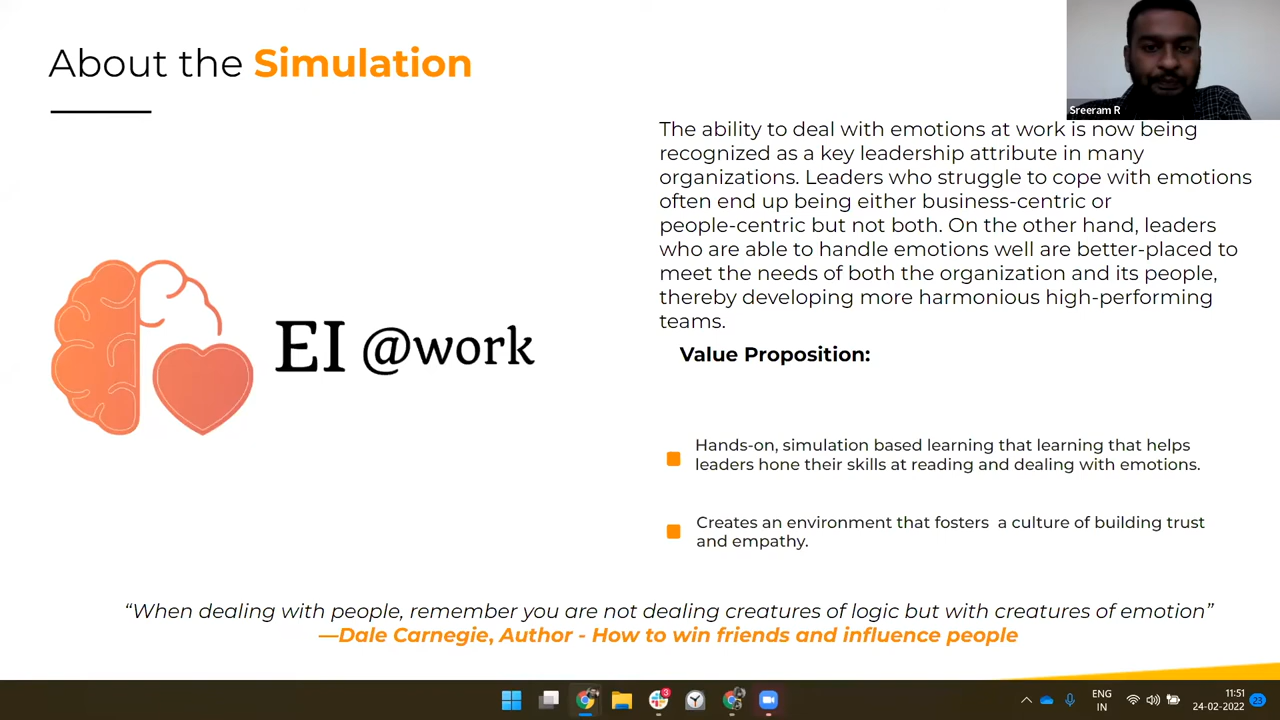 About the Simulation
Sreeram R
The ability to deal with emotions at work is now being
recognized as a key leadership attribute in many
organizations. Leaders who struggle to cope with emotions
often end up being either business-centric or
people-centric but not both. On the other hand, leaders
who are able to handle emotions well are better-placed to
meet the needs of both the organization and its people,
thereby developing more harmonious high-performing
teams.
EI @work
Value Proposition:
Hands-on, simulation based learning that learning that helps
leaders hone their skills at reading and dealing with emotions.
Creates an environment that fosters a culture of building trust
and empathy.
“When dealing with people, remember you are not dealing creatures of logic but with creatures of emotion”
—Dale Carnegie, Author - How to win friends and influence people
3
ENG
IN
11:51
24-02-2022
23